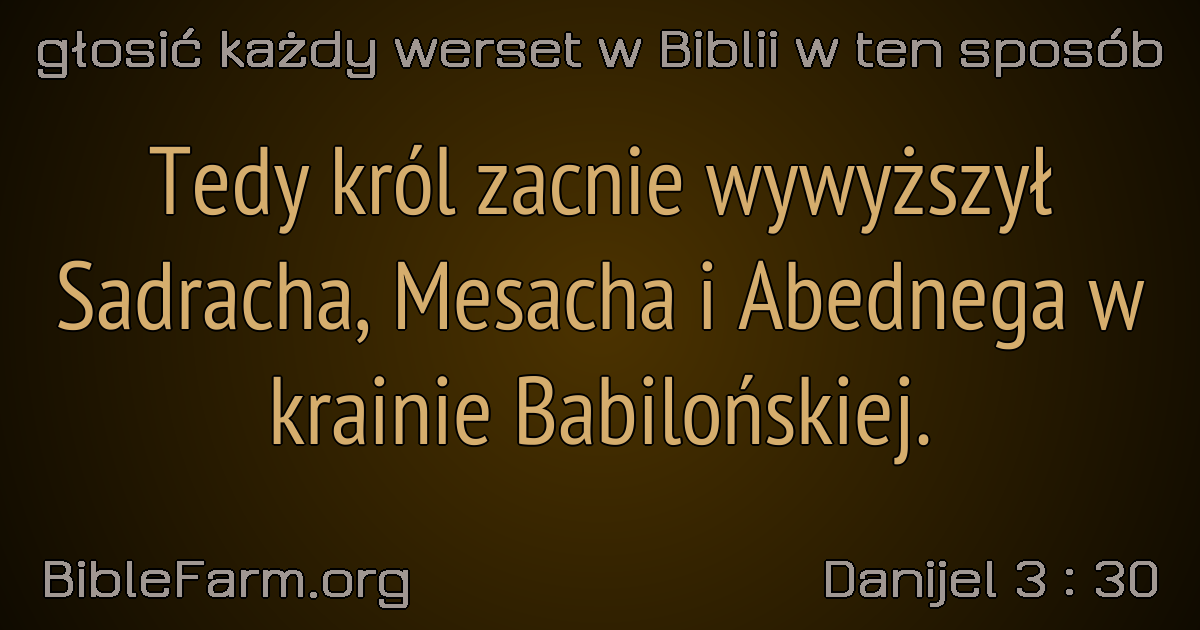 głosić każdy werset w Biblii w ten sposób
Tedy król zacnie wywyższył
Sadracha, Mesacha i Abednega w
krainie Babilońskiej.
BibleFarm.org
Danijel 3 : 30